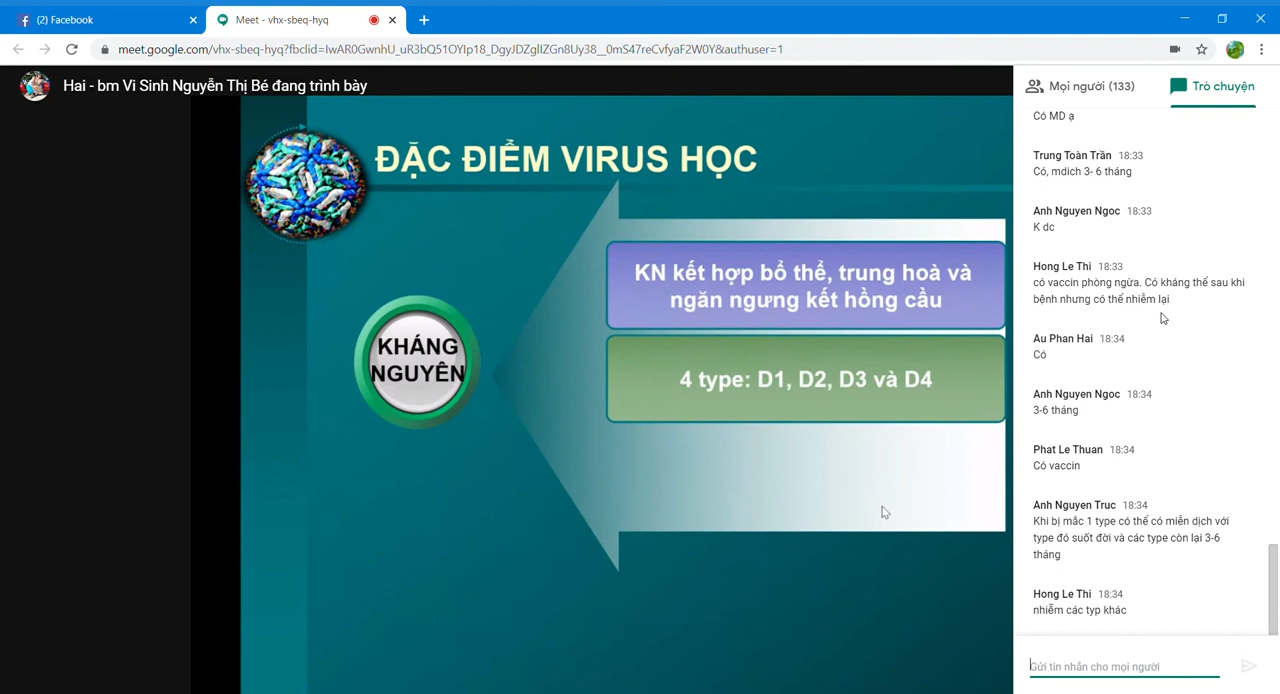 (2) Facebook
Meet - vhx-sbeq-hyq
meet.google.com/vhx-sbeq-hyq?fbclid=IwAR0GwnhU_uR3bQ51OYIp18_DgyJDZglIZGn8Uy38__0mS47reCvfyaF2W0Y&authuser=1
Hai - bm Vi Sinh Nguyễn Thị Bé đang trình bày
ĐẶC ĐIỂM VIRUS HỌC
KHÁNG
NGUYÊN
KN kết hợp bổ thể, trung hoà và
ngăn ngưng kết hồng cầu
4 type: D1, D2, D3 và D4
Mọi người (133)
Trò chuyện
Có MD ạ
Trung Toàn Trần 18:33
Có, mdich 3- 6 tháng
Anh Nguyen Ngoc 18:33
K dc
Hong Le Thi 18:33
có vaccin phòng ngừa. Có kháng thể sau khi
bệnh nhưng có thể nhiễm lại
Au Phan Hai 18:34
Có
Anh Nguyen Ngoc 18:34
3-6 tháng
Phat Le Thuan 18:34
Có vaccin
Anh Nguyen Truc 18:34
Khi bị mắc 1 type có thể có miễn dịch với
type đó suốt đời và các type còn lại 3-6
tháng
Hong Le Thi 18:34
nhiễm các typ khác
Gửi tin nhắn cho mọi người